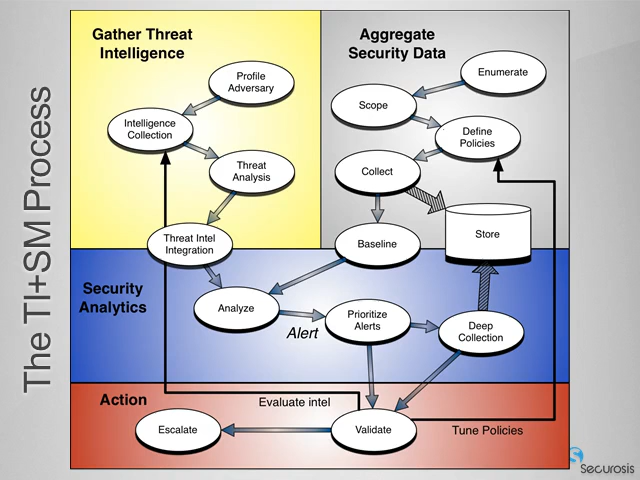 The TI+SM Process
Gather Threat
Intelligence
Profile
Adversary
Intelligence
Collection
Threat
Analysis
Threat Intel
Integration
Aggregate
Security Data
Enumerate
Scope
Define
Policies
Collect
Store
Baseline
Security
Analytics
Analyze
Alert
Prioritize
Alerts
Deep
Collection
Action
Evaluate intel
Escalate
Validate
Tune Policies
Securosis